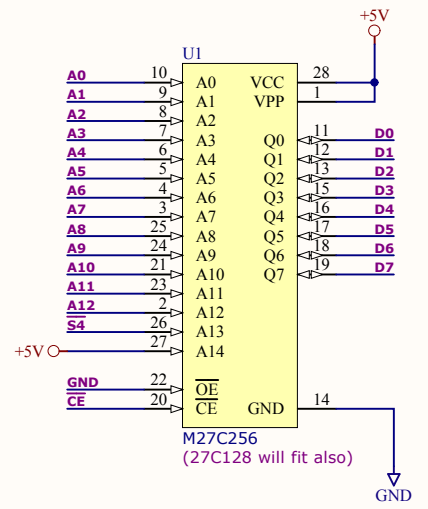 +5V
U1
A0 10 A0 VCC 28
A1 9 A1 VPP 1
A2 8 A2
A3 7 A3 Q0 11 D0
A4 6 A4 Q1 12 D1
A5 5 A5 Q2 13 D2
A6 4 A6 Q3 15 D3
A7 3 A7 Q4 16 D4
A8 25 A8 Q5 17 D5
A9 24 A9 Q6 18 D6
A10 21 A10 Q7 19 D7
A11 23 A11
A12 2 A12
S4 26 A13
+5V 27 A14
GND 22 OE
CE 20 CE GND 14
M27C256
(27C128 will fit also)
GND